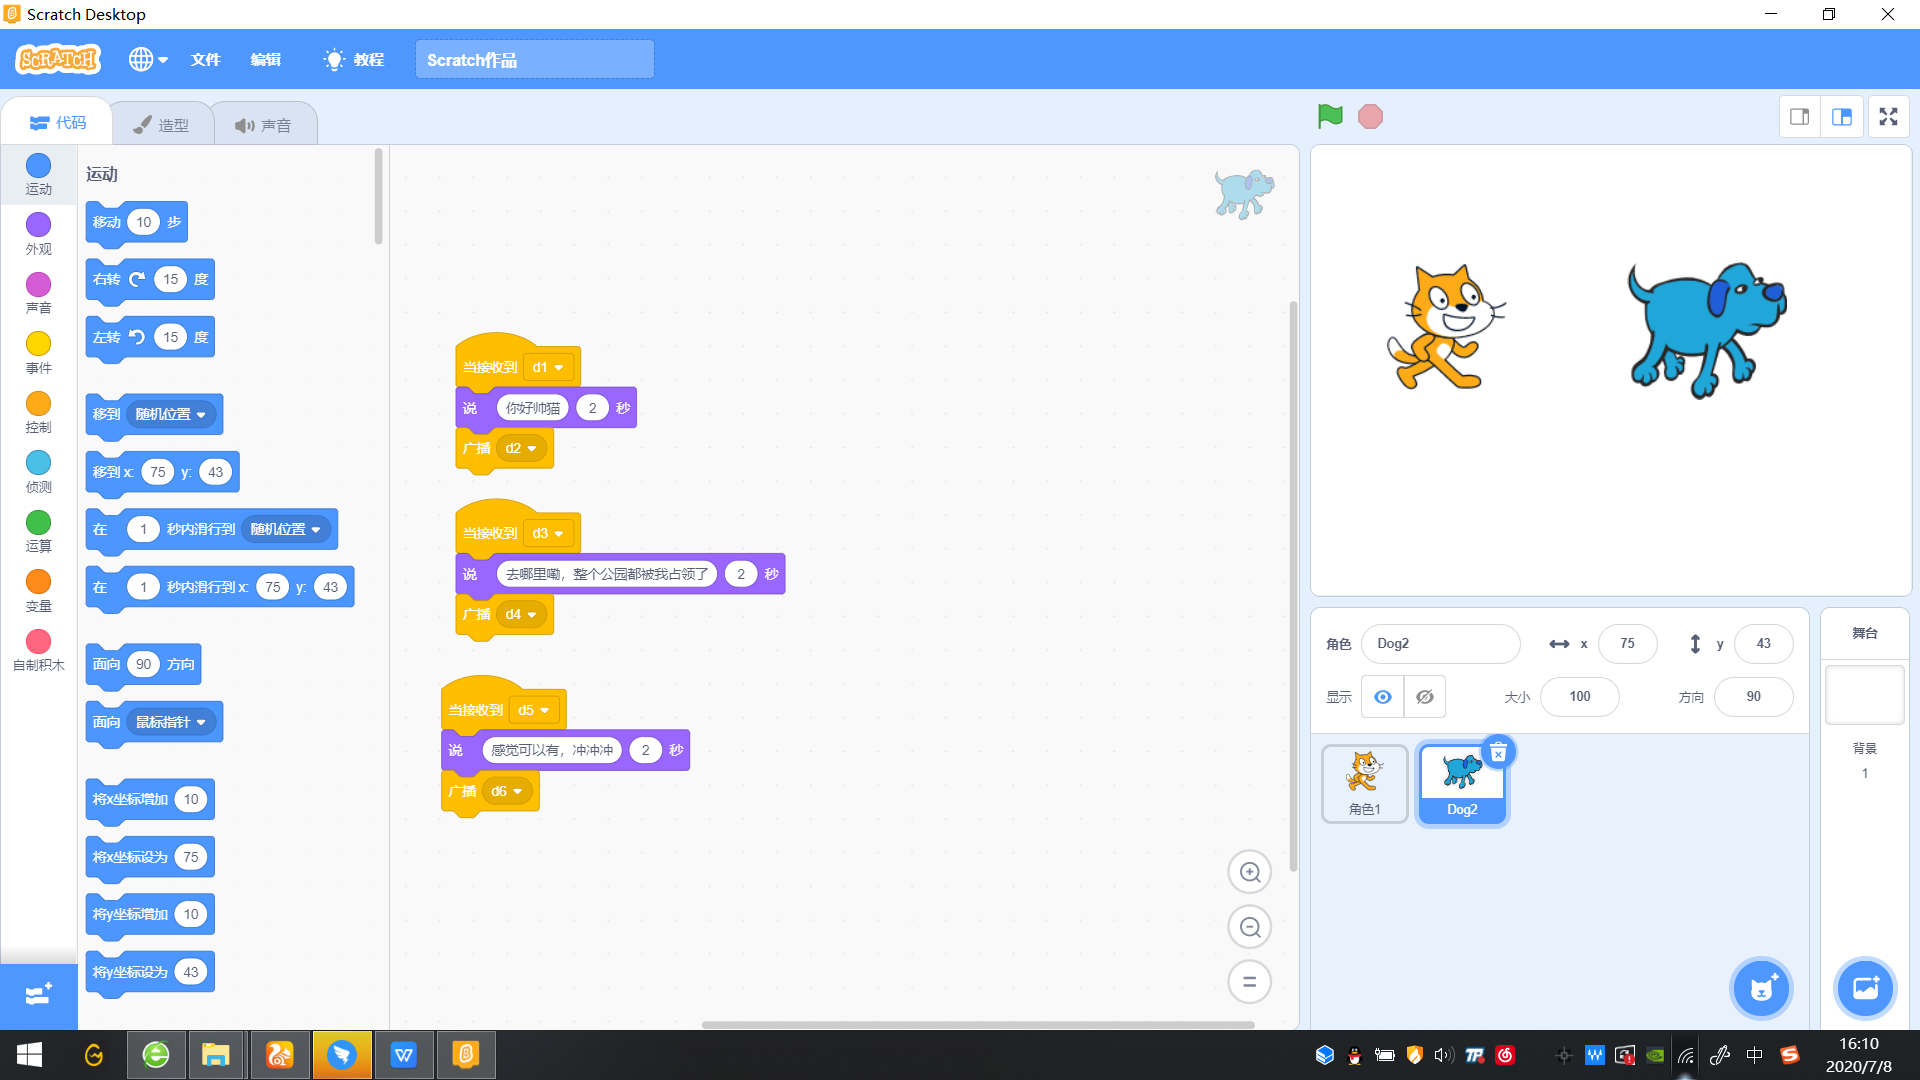 Scratch Desktop
SCRATCH
文件
编辑
教程
Scratch作品
代码
造型
声音
运动
外观
声音
事件
控制
侦测
运算
变量
自制积木
运动
移动 10 步
右转 15 度
左转 15 度
移到 随机位置
移到 x: 75 y: 43
在 1 秒内滑行到 随机位置
在 1 秒内滑行到 x: 75 y: 43
面向 90 方向
面向 鼠标指针
将x坐标增加 10
将x坐标设为 75
将y坐标增加 10
将y坐标设为 43
当接收到 d1
说 你好帅猫 2 秒
广播 d2
当接收到 d3
说 去哪里嘞，整个公园都被我占领了 2 秒
广播 d4
当接收到 d5
说 感觉可以有，冲冲冲 2 秒
广播 d6
角色 Dog2 x 75 y 43
显示 大小 100 方向 90
角色1
Dog2
舞台
背景
1
中
16:10
2020/7/8